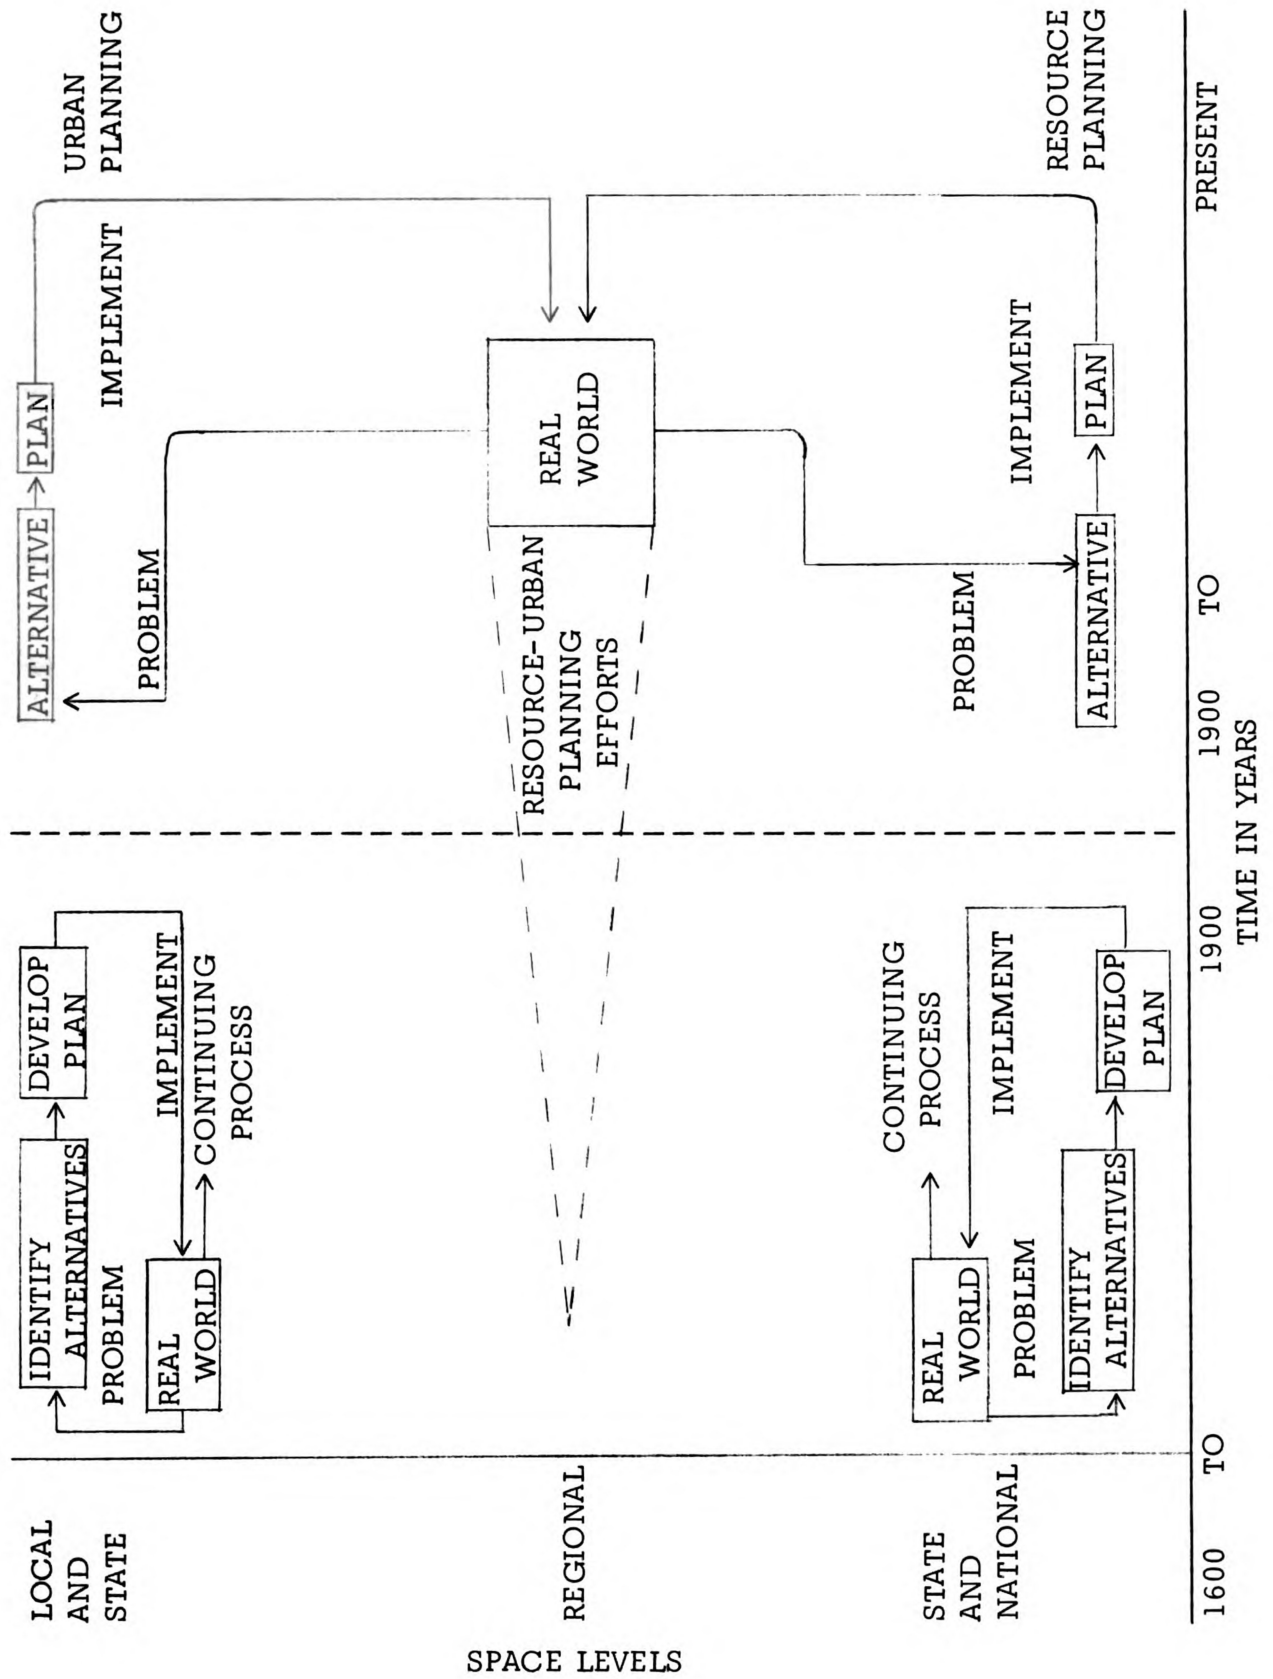 SPACE LEVELS
LOCAL
AND
STATE
REGIONAL
STATE
AND
NATIONAL
IDENTIFY
ALTERNATIVES
DEVELOP
PLAN
PROBLEM
IMPLEMENT
REAL
WORLD
CONTINUING
PROCESS
ALTERNATIVE
PLAN
PROBLEM
IMPLEMENT
URBAN
PLANNING
RESOURCE-URBAN
PLANNING
EFFORTS
REAL
WORLD
CONTINUING
PROCESS
REAL
WORLD
IMPLEMENT
PROBLEM
IDENTIFY
ALTERNATIVES
DEVELOP
PLAN
PROBLEM
IMPLEMENT
ALTERNATIVE
PLAN
RESOURCE
PLANNING
1600 TO 1900
1900 TO PRESENT
TIME IN YEARS